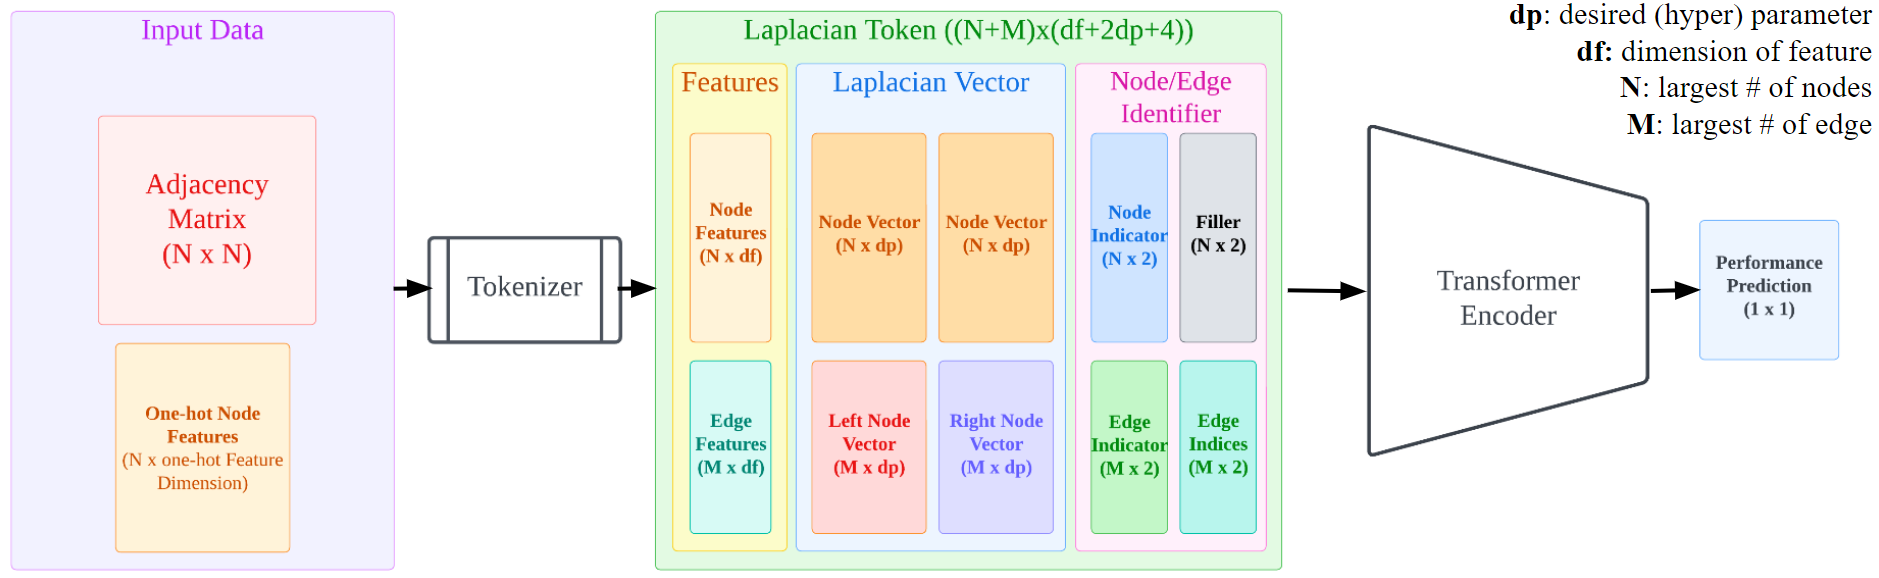 Input Data
Adjacency
Matrix
(N x N)
One-hot Node
Features
(N x one-hot Feature
Dimension)
Tokenizer
Laplacian Token ((N+M)x(df+2dp+4))
Features
Node
Features
(N x df)
Edge
Features
(M x df)
Laplacian Vector
Node Vector
(N x dp)
Node Vector
(N x dp)
Left Node
Vector
(M x dp)
Right Node
Vector
(M x dp)
Node/Edge
Identifier
Node
Indicator
(N x 2)
Filler
(N x 2)
Edge
Indicator
(M x 2)
Edge
Indices
(M x 2)
Transformer
Encoder
Performance
Prediction
(1 x 1)
dp: desired (hyper) parameter
df: dimension of feature
N: largest # of nodes
M: largest # of edge